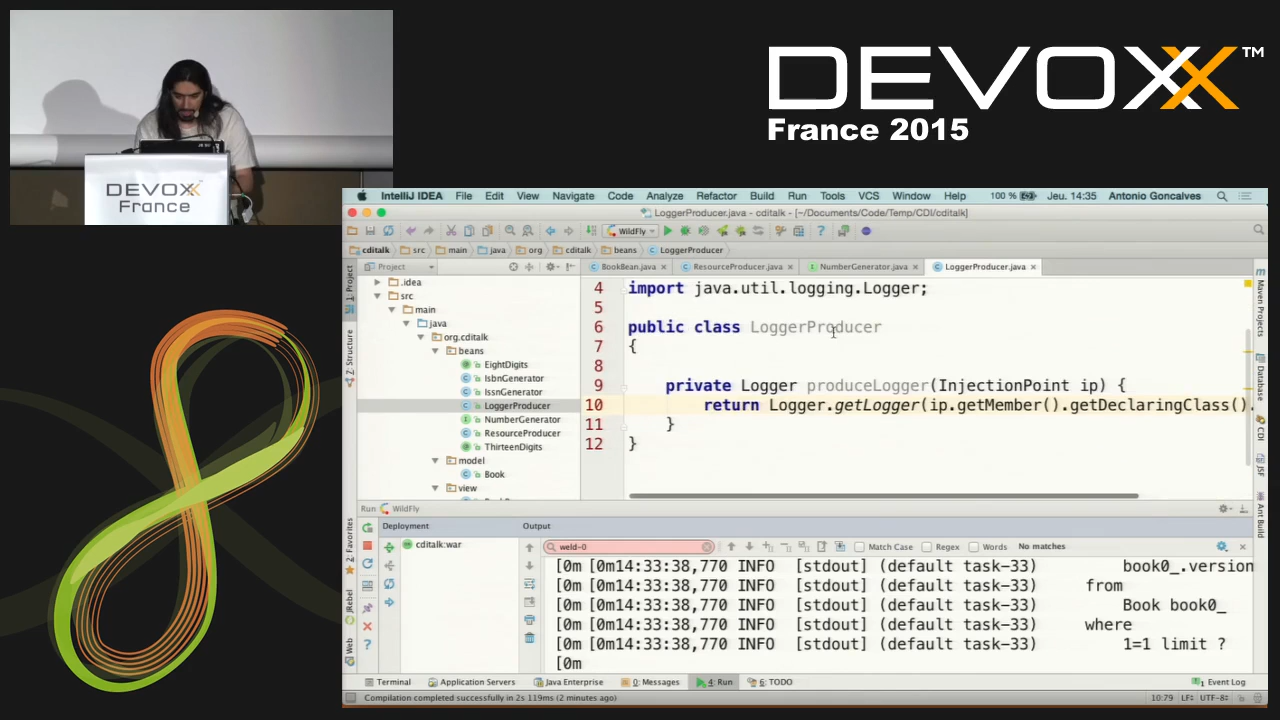 DEVOXX™
France 2015
DEVOXX
France
IntelliJ IDEA File Edit View Navigate Code Analyze Refactor Build Run Tools VCS Window Help 100 % Jeu. 14:35 Antonio Goncalves
LoggerProducer.java - cditalk - [~/Documents/Code/Temp/CDI/cditalk]
WildFly
cditalk src main java org cditalk beans LoggerProducer
Project
BookBean.java ResourceProducer.java NumberGenerator.java LoggerProducer.java
.idea
src
main
java
org.cditalk
beans
EightDigits
IsbnGenerator
IssnGenerator
LoggerProducer
NumberGenerator
ResourceProducer
ThirteenDigits
model
Book
view
4 import java.util.logging.Logger;
5
6 public class LoggerProducer
7 {
8
9 private Logger produceLogger(InjectionPoint ip) {
10 return Logger.getLogger(ip.getMember().getDeclaringClass().
11 }
12 }
1: Project
7: Structure
2: Favorites
JRebel
Web
Maven Projects
Database
CDI
JSF
Ant Build
Run WildFly
Deployment Output
cditalk:war
weld-0 Match Case Regex Words No matches
[0m [0m14:33:38,770 INFO [stdout] (default task-33) book0_.version
[0m [0m14:33:38,770 INFO [stdout] (default task-33) from
[0m [0m14:33:38,770 INFO [stdout] (default task-33) Book book0_
[0m [0m14:33:38,770 INFO [stdout] (default task-33) where
[0m [0m14:33:38,770 INFO [stdout] (default task-33) 1=1 limit ?
[0m
Terminal Application Servers Java Enterprise 0: Messages 4: Run 6: TODO 1 Event Log
Compilation completed successfully in 2s 119ms (2 minutes ago) 10:79 LF÷ UTF-8÷